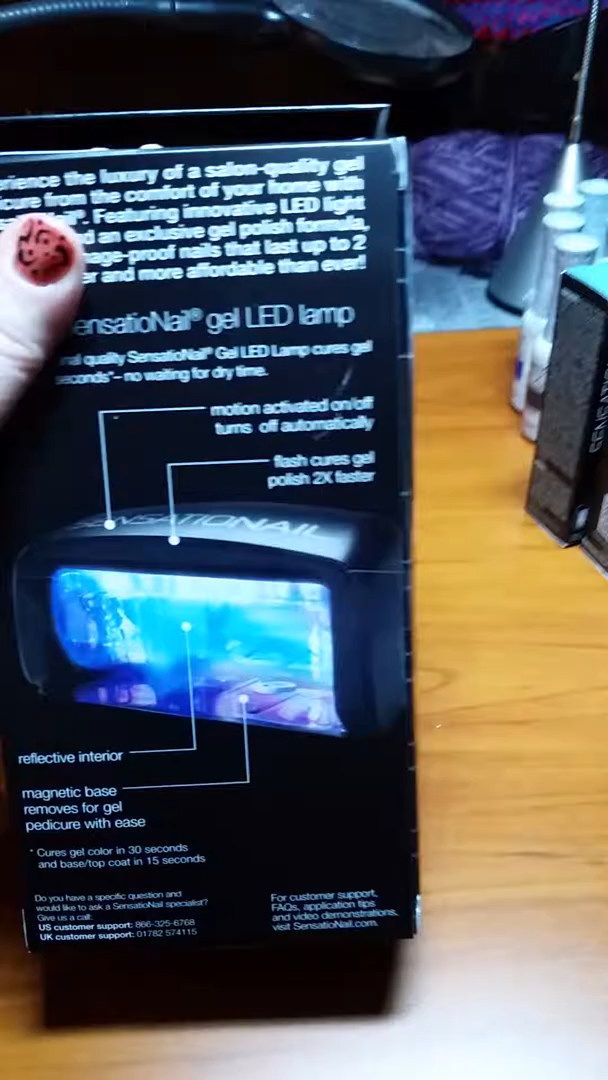 erience the luxury of a salon-quality gel
icure from the comfort of your home with
Featuring innovative LED light
d an exclusive gel polish formula,
age-proof nails that last up to 2
er and more affordable than ever!
ensatioNail® gel LED lamp
nal quality SensatioNail® Gel LED Lamp cures gel
seconds*– no waiting for dry time.
motion activated on/off
turns off automatically
flash cures gel
polish 2X faster
SENSATIONAIL
reflective interior
magnetic base
removes for gel
pedicure with ease
* Cures gel color in 30 seconds
and base/top coat in 15 seconds
Do you have a specific question and
would like to ask a SensatioNail specialist?
Give us a call:
US customer support: 866-325-6768
UK customer support: 01782 574115
For customer support,
FAQs, application tips
and video demonstrations,
visit SensatioNail.com.